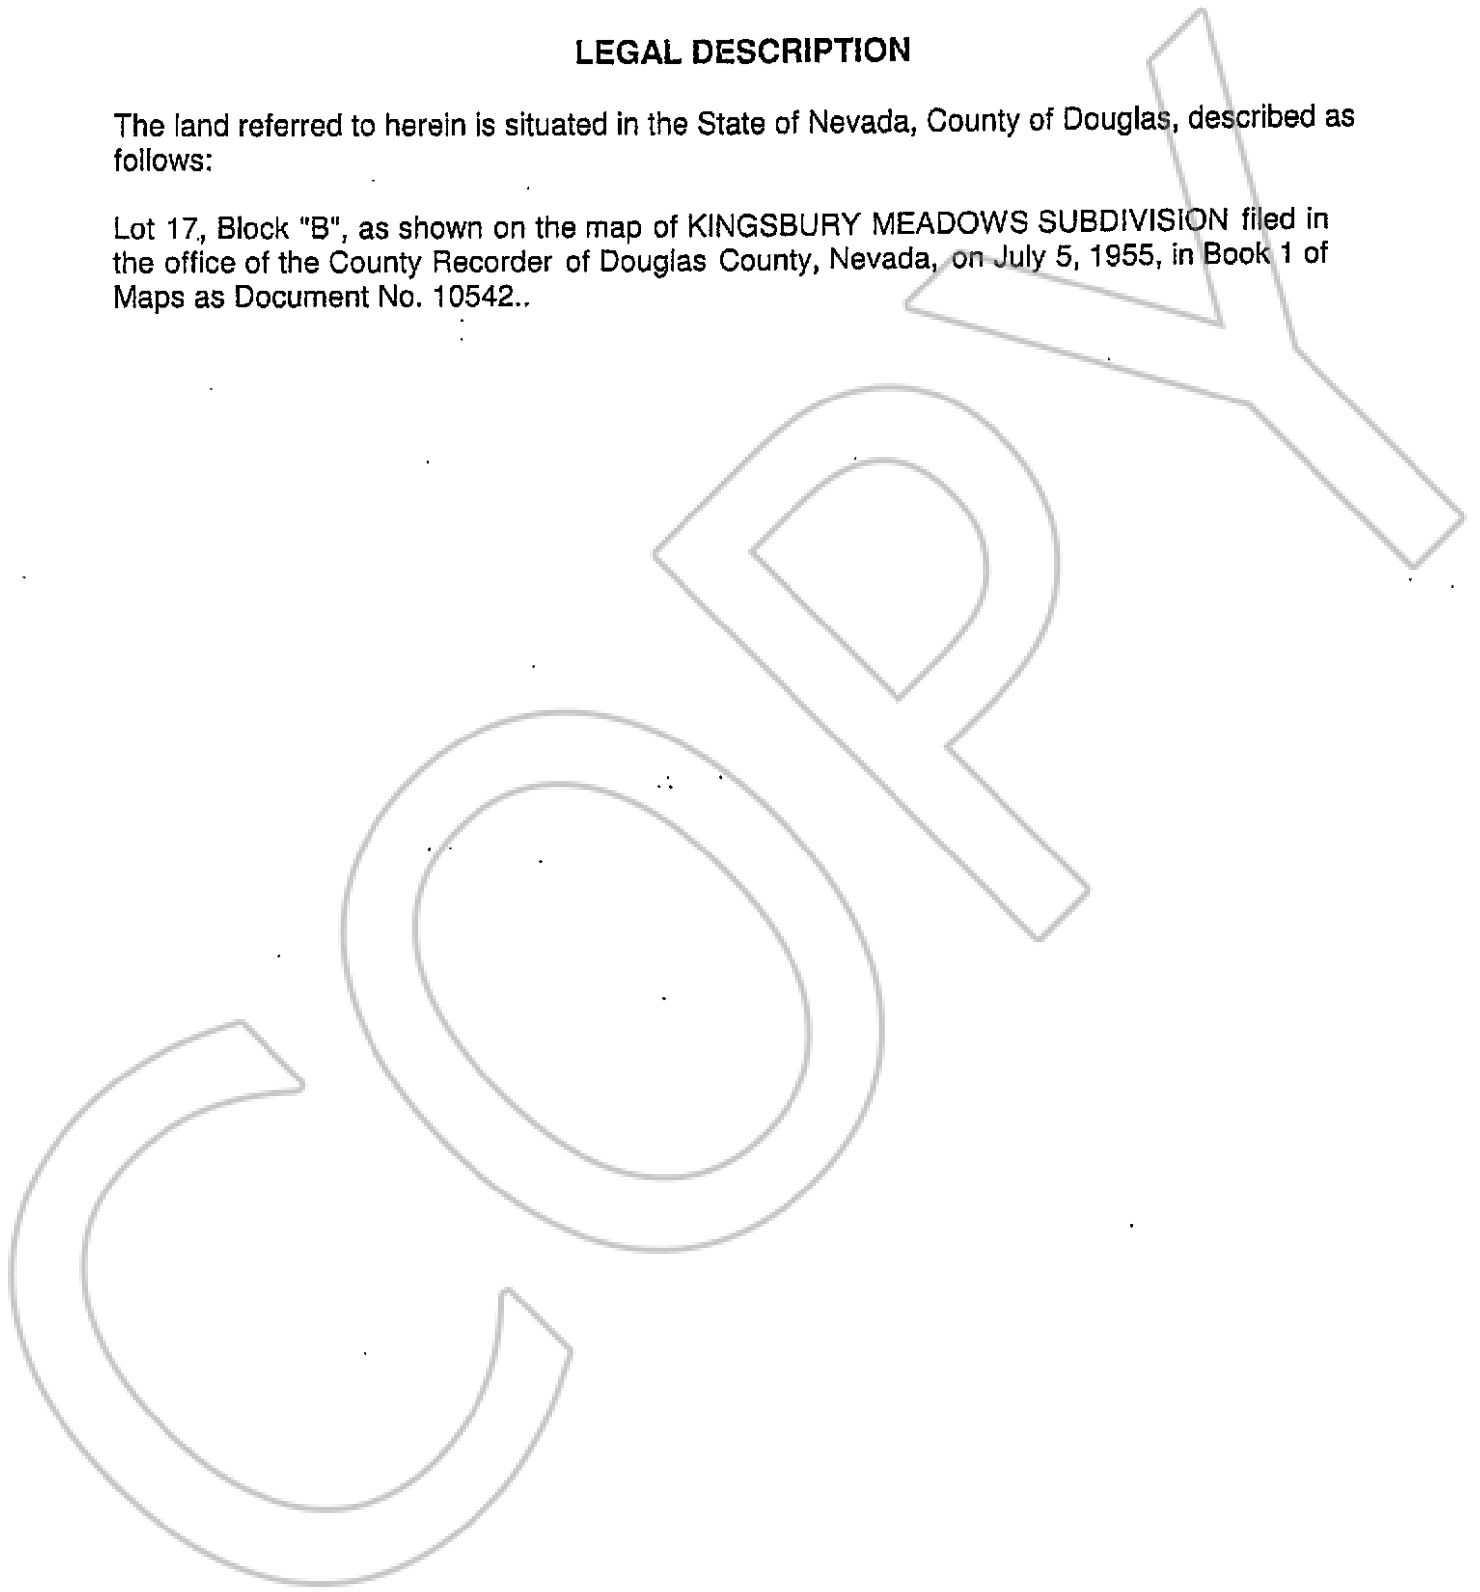 LEGAL DESCRIPTION
The land referred to herein is situated in the State of Nevada, County of Douglas, described as
follows:
Lot 17., Block "B", as shown on the map of KINGSBURY MEADOWS SUBDIVISION filed in
the office of the County Recorder of Douglas County, Nevada, on July 5, 1955, in Book 1 of
Maps as Document No. 10542..
COPY